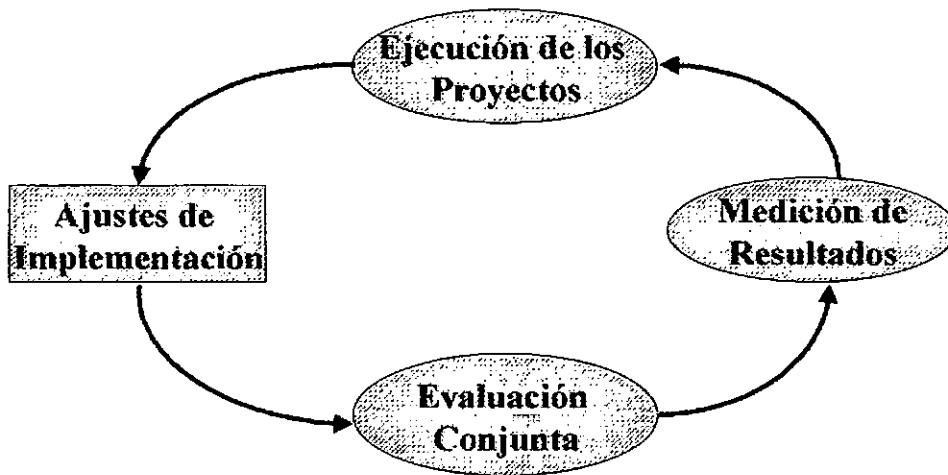 Ejecución de los
Proyectos
Ajustes de
Implementación
Medición de
Resultados
Evaluación
Conjunta